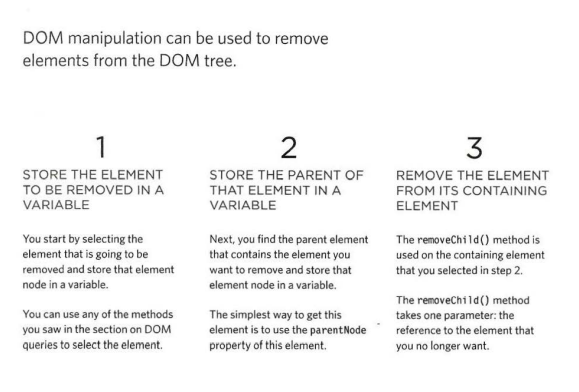 DOM manipulation can be used to remove
elements from the DOM tree.
1
STORE THE ELEMENT
TO BE REMOVED IN A
VARIABLE
You start by selecting the
element that is going to be
removed and store that element
node in a variable.
You can use any of the methods
you saw in the section on DOM
queries to select the element.
2
STORE THE PARENT OF
THAT ELEMENT IN A
VARIABLE
Next, you find the parent element
that contains the element you
want to remove and store that
element node in a variable.
The simplest way to get this
element is to use the parentNode
property of this element.
3
REMOVE THE ELEMENT
FROM ITS CONTAINING
ELEMENT
The removeChild() method is
used on the containing element
that you selected in step 2.
The removeChild() method
takes one parameter: the
reference to the element that
you no longer want.